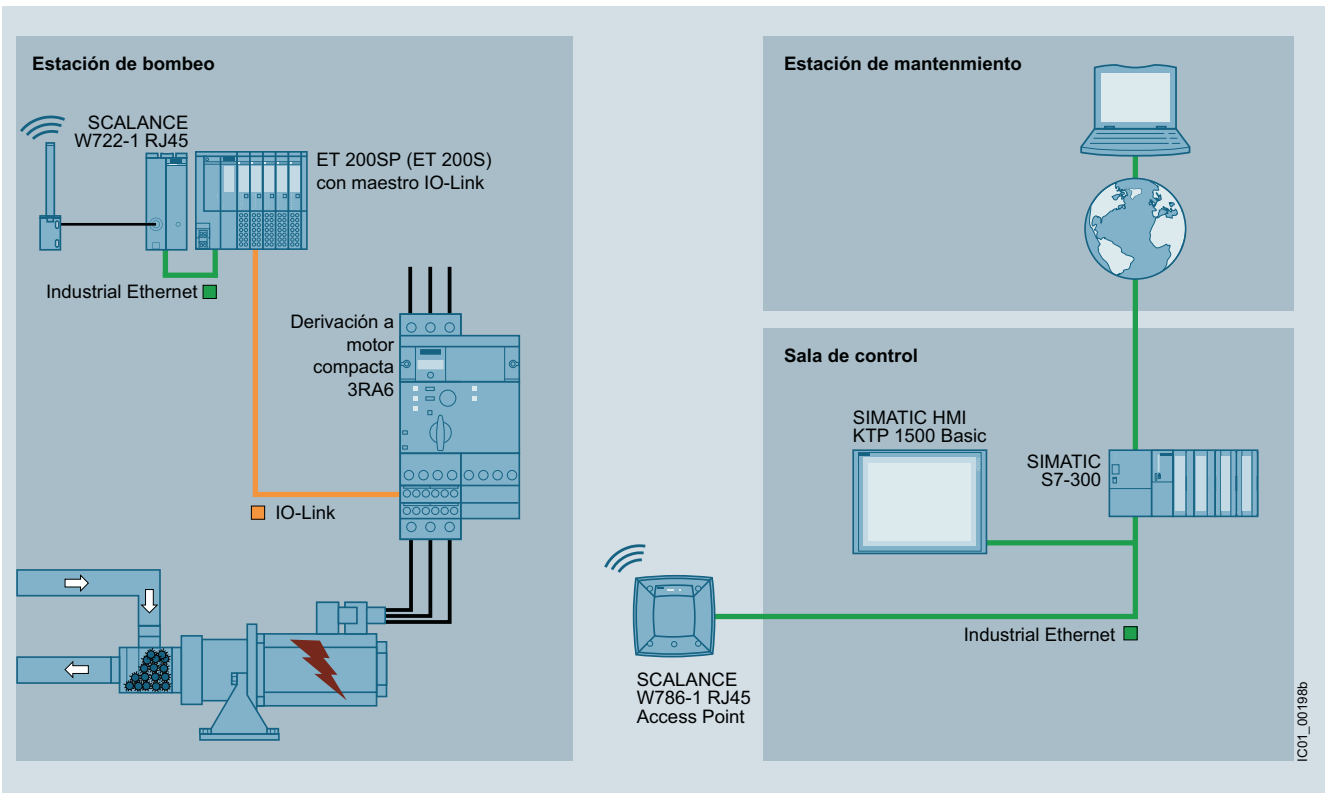 Estación de bombeo
SCALANCE
W722-1 RJ45
ET 200SP (ET 200S)
con maestro IO-Link
Industrial Ethernet
Derivación a
motor
compacta
3RA6
IO-Link
Estación de mantenmiento
Sala de control
SIMATIC HMI
KTP 1500 Basic
SIMATIC
S7-300
Industrial Ethernet
SCALANCE
W786-1 RJ45
Access Point
IC01_00198b